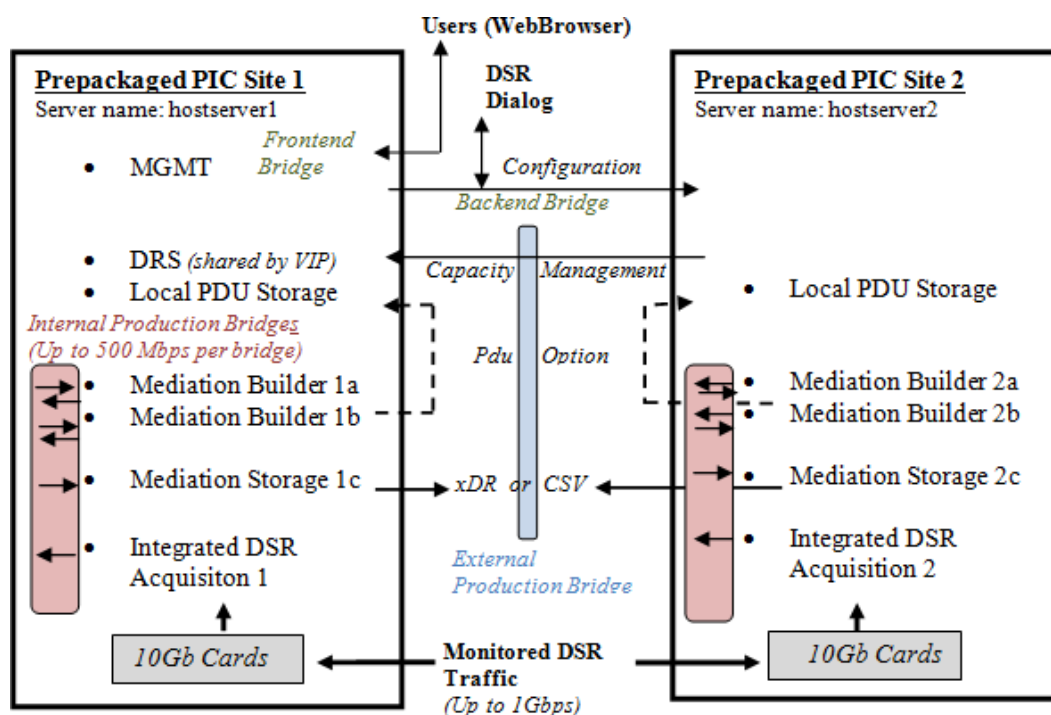 Users (WebBrowser)
Prepackaged PIC Site 1
Server name: hostserver1
Frontend
Bridge
• MGMT
• DRS (shared by VIP)
• Local PDU Storage
Internal Production Bridges
(Up to 500 Mbps per bridge)
• Mediation Builder 1a
• Mediation Builder 1b
• Mediation Storage 1c
• Integrated DSR
Acquisiton 1
10Gb Cards
DSR
Dialog
Configuration
Backend Bridge
Capacity Management
Pdu Option
xDR or CSV
External
Production Bridge
Monitored DSR
Traffic
(Up to 1Gbps)
Prepackaged PIC Site 2
Server name: hostserver2
• Local PDU Storage
• Mediation Builder 2a
• Mediation Builder 2b
• Mediation Storage 2c
• Integrated DSR
Acquisition 2
10Gb Cards